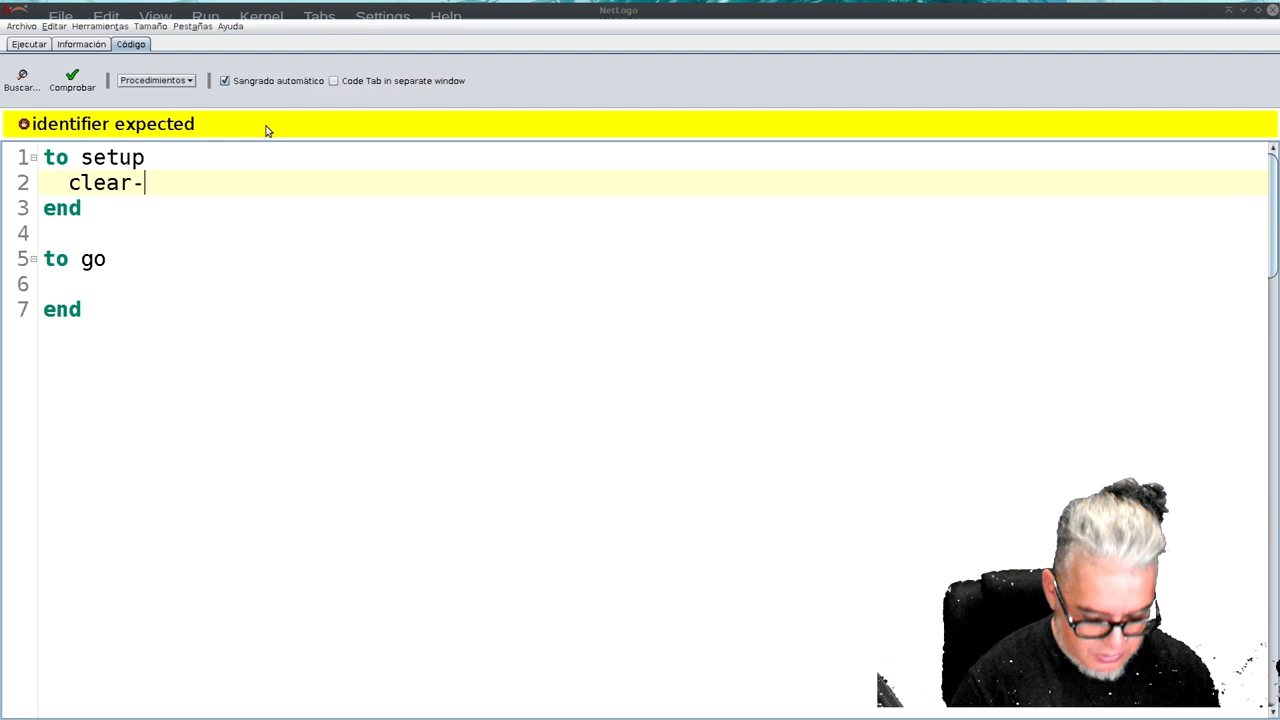 File Edit View Run Kernel Tabs Settings Help
NetLogo
Archivo Editar Herramientas Tamaño Pestañas Ayuda
Ejecutar Información Código
Buscar... Comprobar Procedimientos Sangrado automático Code Tab in separate window
identifier expected
1 to setup
2 clear-
3 end
4
5 to go
6
7 end